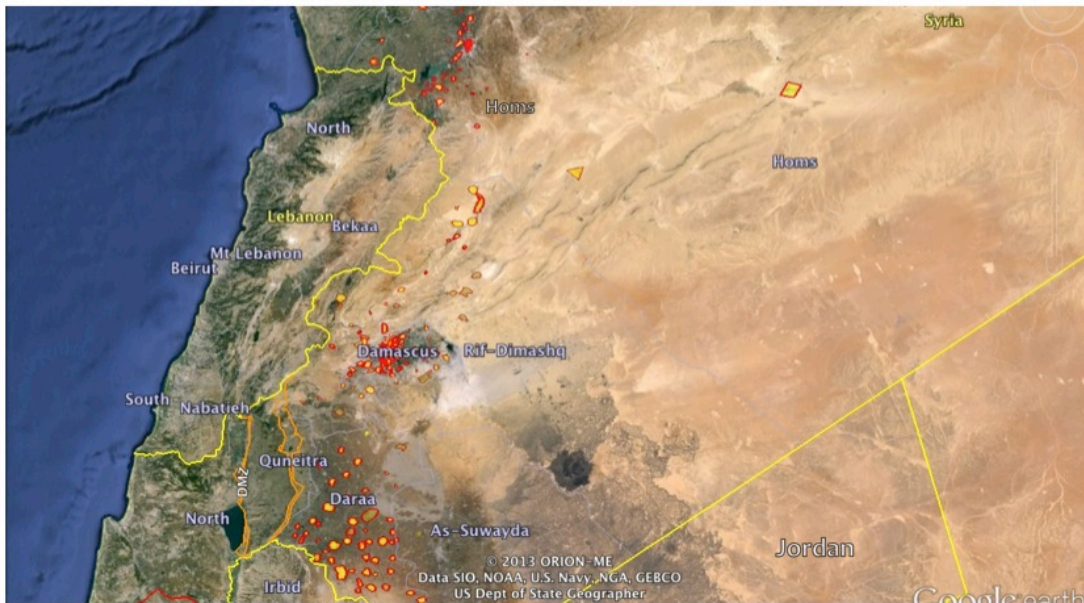 Syria
Homs
North
Homs
Lebanon
Bekaa
Mt Lebanon
Beirut
Damascus
Rif-Dimashq
South
Nabatieh
Quneitra
DMZ
Daraa
North
As-Suwayda
Jordan
© 2013 ORION-ME
Data SIO, NOAA, U.S. Navy, NGA, GEBCO
US Dept of State Geographer
Irbid
Google earth